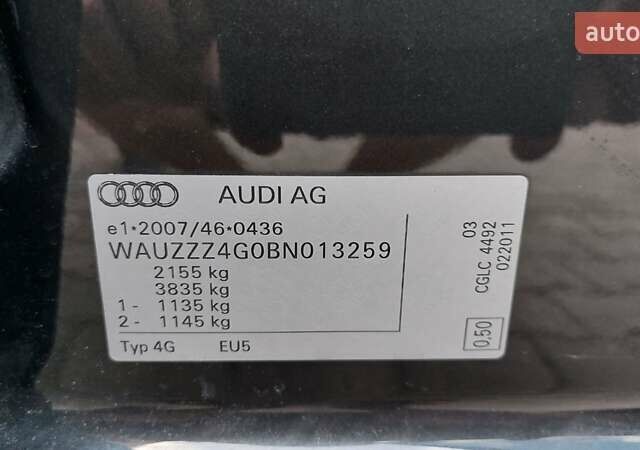 auto
AUDI AG
e1*2007/46*0436
WAUZZZ4G0BN013259
2155 kg
3835 kg
1 - 1135 kg
2 - 1145 kg
Typ 4G EU5
03
CGLC 4492
022011
0,50